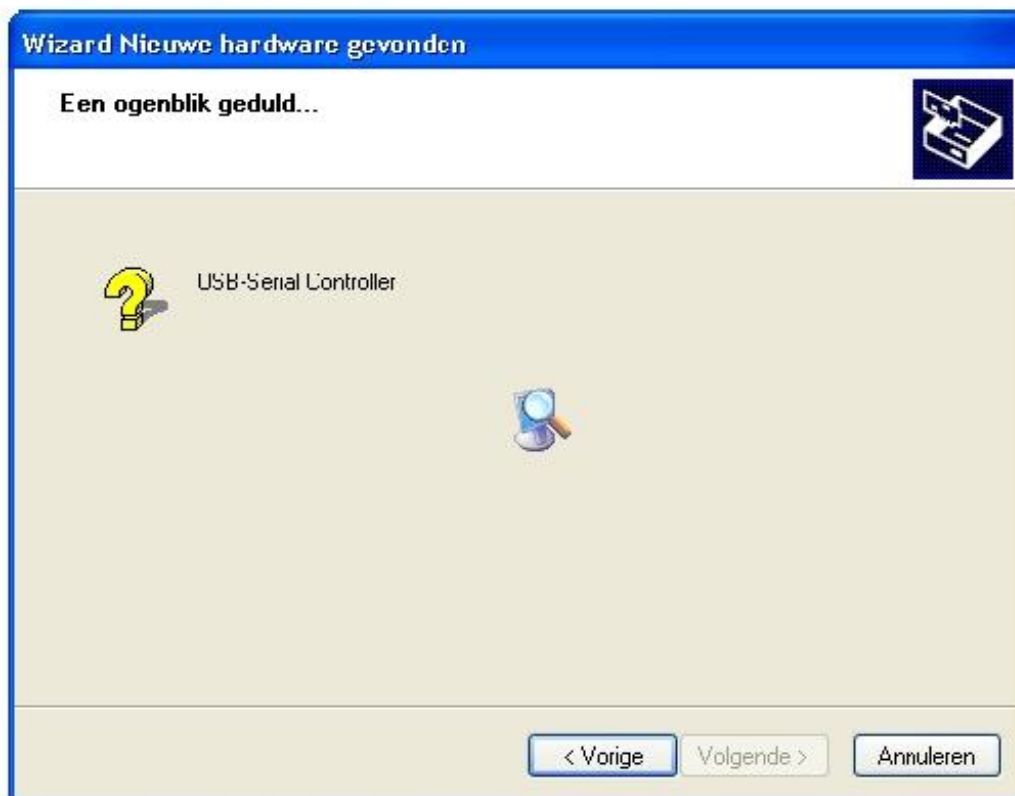 Wizard Nieuwe hardware gevonden
Een ogenblik geduld...
USB-Serial Controller
< Vorige
Volgende >
Annuleren